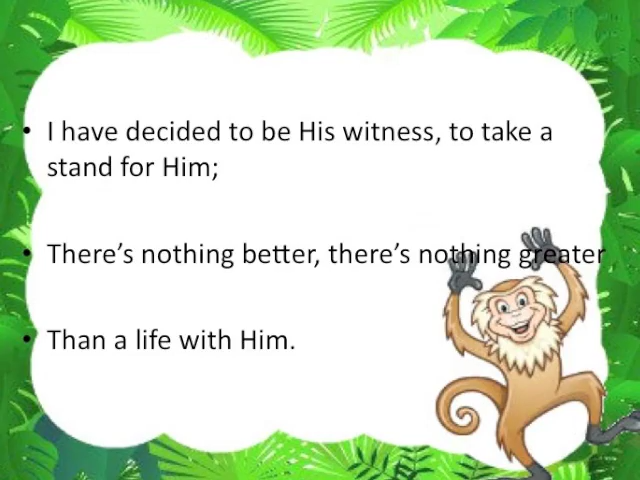 • I have decided to be His witness, to take a
stand for Him;
• There’s nothing better, there’s nothing greater
• Than a life with Him.